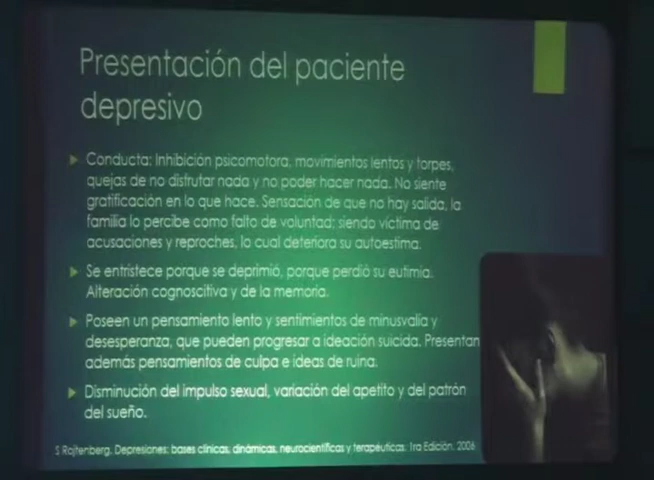 Presentación del paciente
depresivo
Conducta: Inhibición psicomotora, movimientos lentos y torpes,
quejas de no disfrutar nada y no poder hacer nada. No siente
gratificación en lo que hace. Sensación de que no hay salida, la
familia lo percibe como falto de voluntad; siendo víctima de
acusaciones y reproches, lo cual deteriora su autoestima.
Se entristece porque se deprimió, porque perdió su eutimia.
Alteración cognoscitiva y de la memoria.
Poseen un pensamiento lento y sentimientos de minusvalía y
desesperanza, que pueden progresar a ideación suicida. Presentan
además pensamientos de culpa e ideas de ruina.
Disminución del impulso sexual, variación del apetito y del patrón
del sueño.
S Rojtenberg. Depresiones: bases clínicas, dinámicas, neurocientíficas y terapéuticas. 1ra Edición. 2006